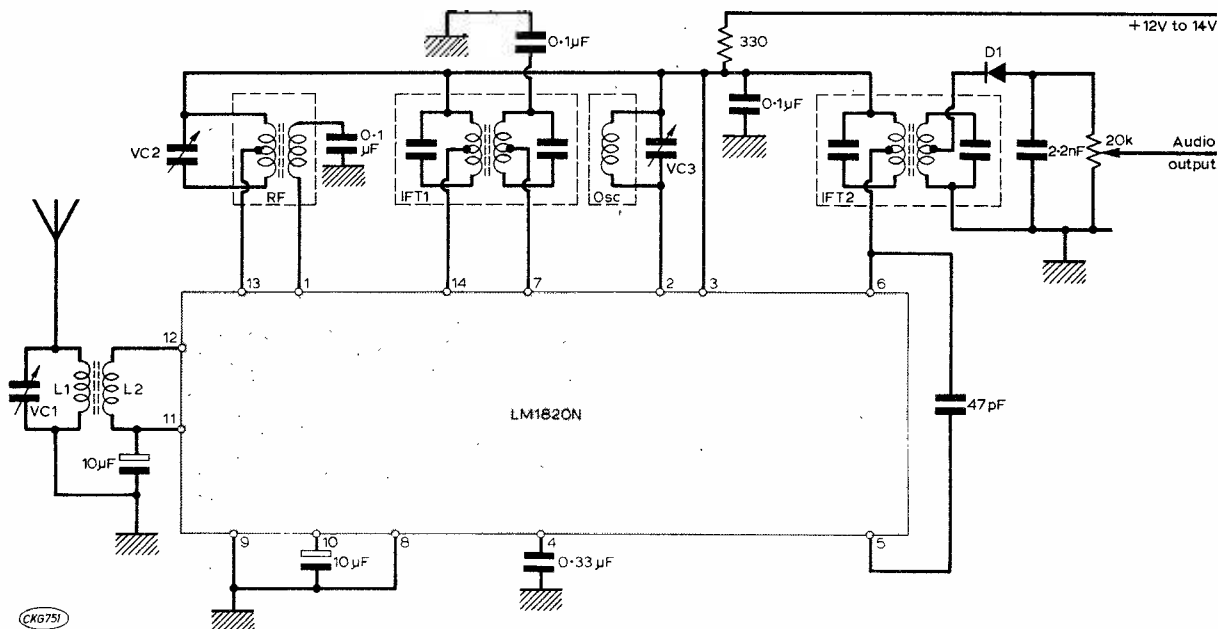 +12V to 14V
0·1µF
330
D1
VC2
0·1
µF
RF
IFT1
Osc
VC3
0·1µF
IFT2
2·2nF
20k
Audio
output
13
1
14
7
2
3
6
12
L1
L2
VC1
11
LM1820N
47pF
10µF
9
10
8
4
5
10µF
0·33µF
CKG751